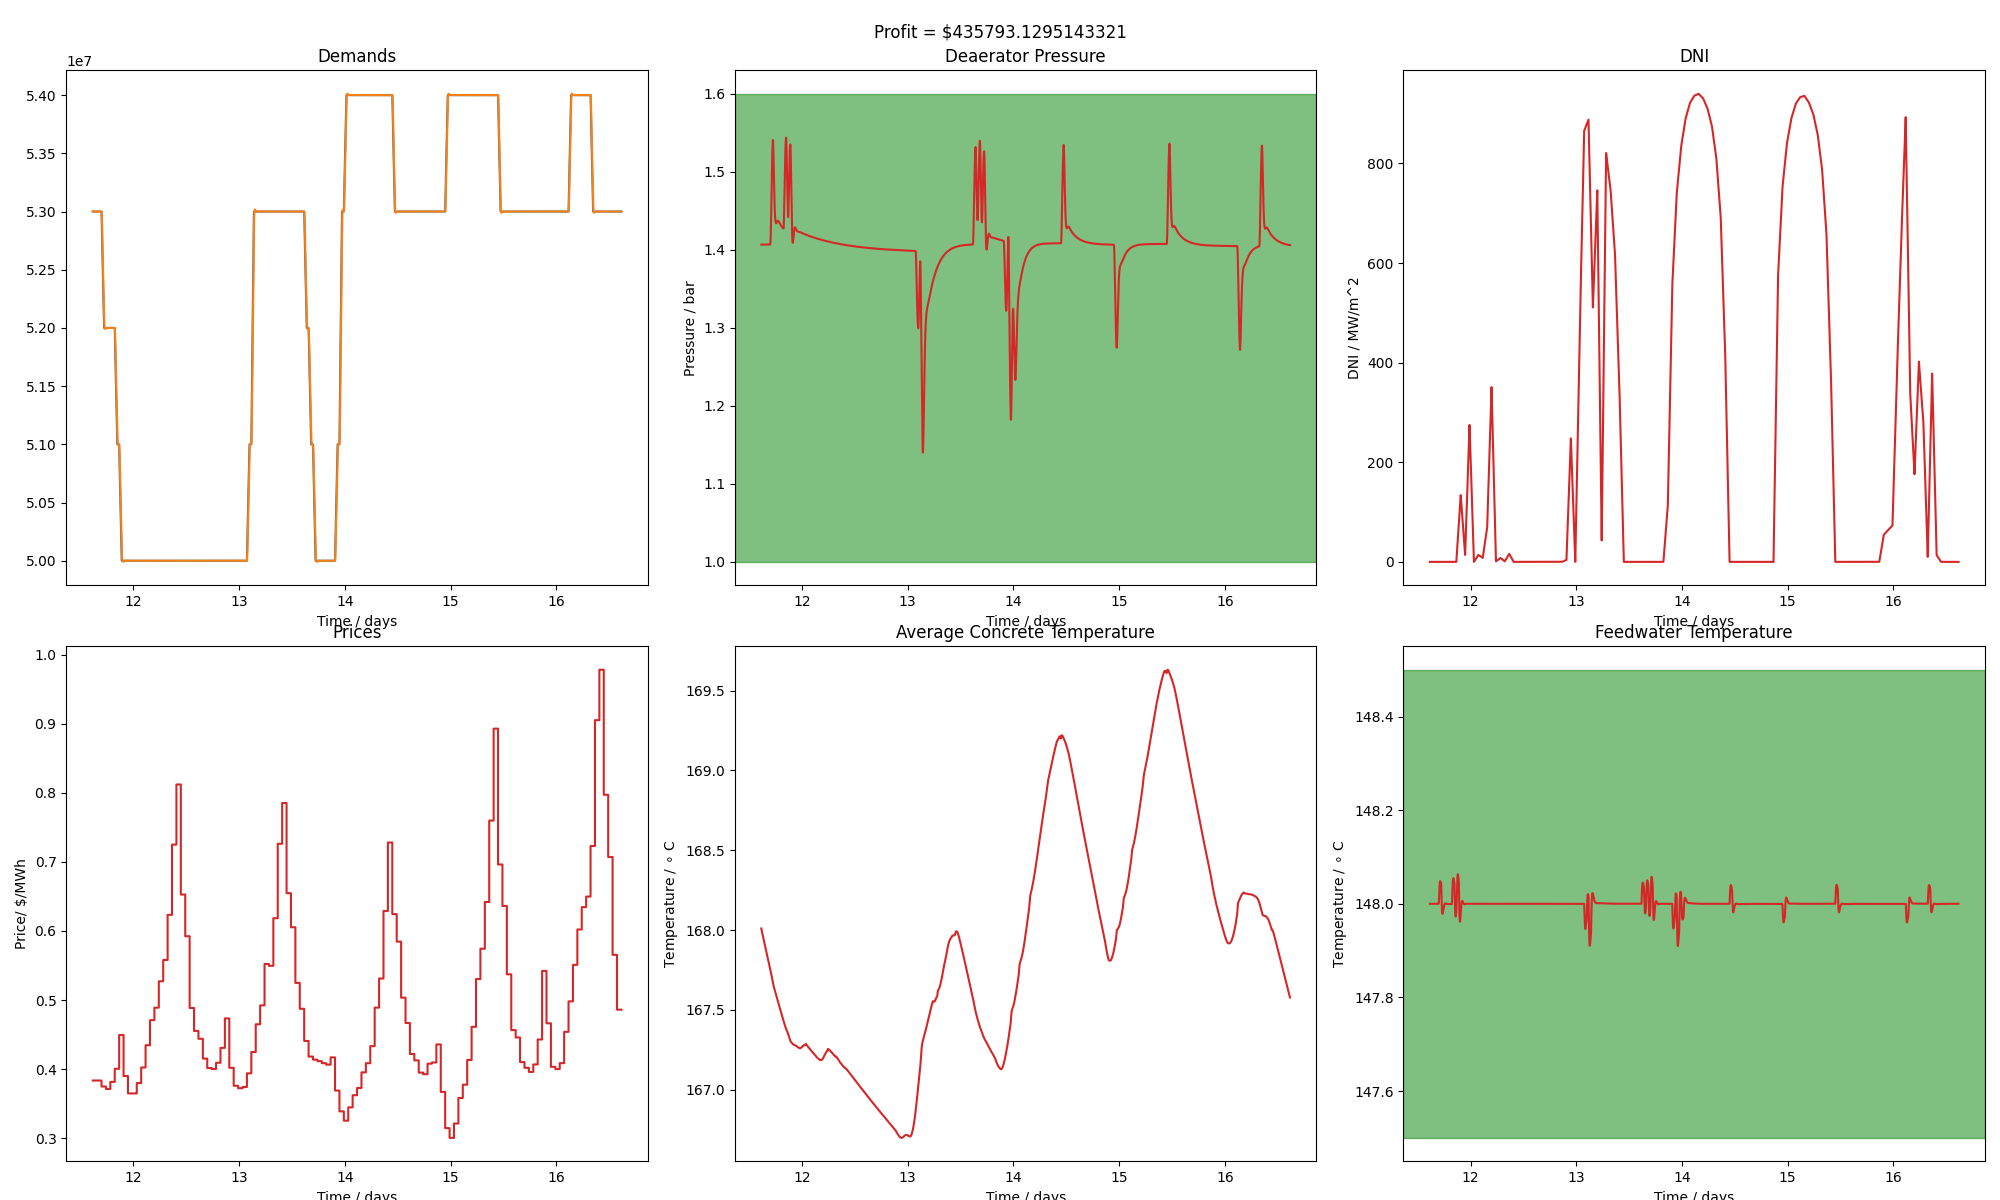 Profit = $435793.1295143321
Demands
1e7
5.40
5.35
5.30
5.25
5.20
5.15
5.10
5.05
5.00
12 13 14 15 16
Time / days
Deaerator Pressure
Pressure / bar
1.6
1.5
1.4
1.3
1.2
1.1
1.0
12 13 14 15 16
Time / days
DNI
DNI / MW/m^2
800
600
400
200
0
12 13 14 15 16
Time / days
Prices
Price/ $/MWh
1.0
0.9
0.8
0.7
0.6
0.5
0.4
0.3
12 13 14 15 16
Time / days
Average Concrete Temperature
Temperature / ∘ C
169.5
169.0
168.5
168.0
167.5
167.0
12 13 14 15 16
Time / days
Feedwater Temperature
Temperature / ∘ C
148.4
148.2
148.0
147.8
147.6
12 13 14 15 16
Time / days